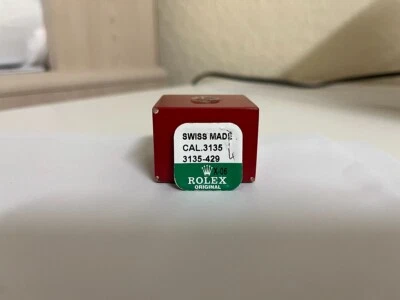 SWISS MADE
CAL.3135
3135-429
ROLEX
ORIGINAL